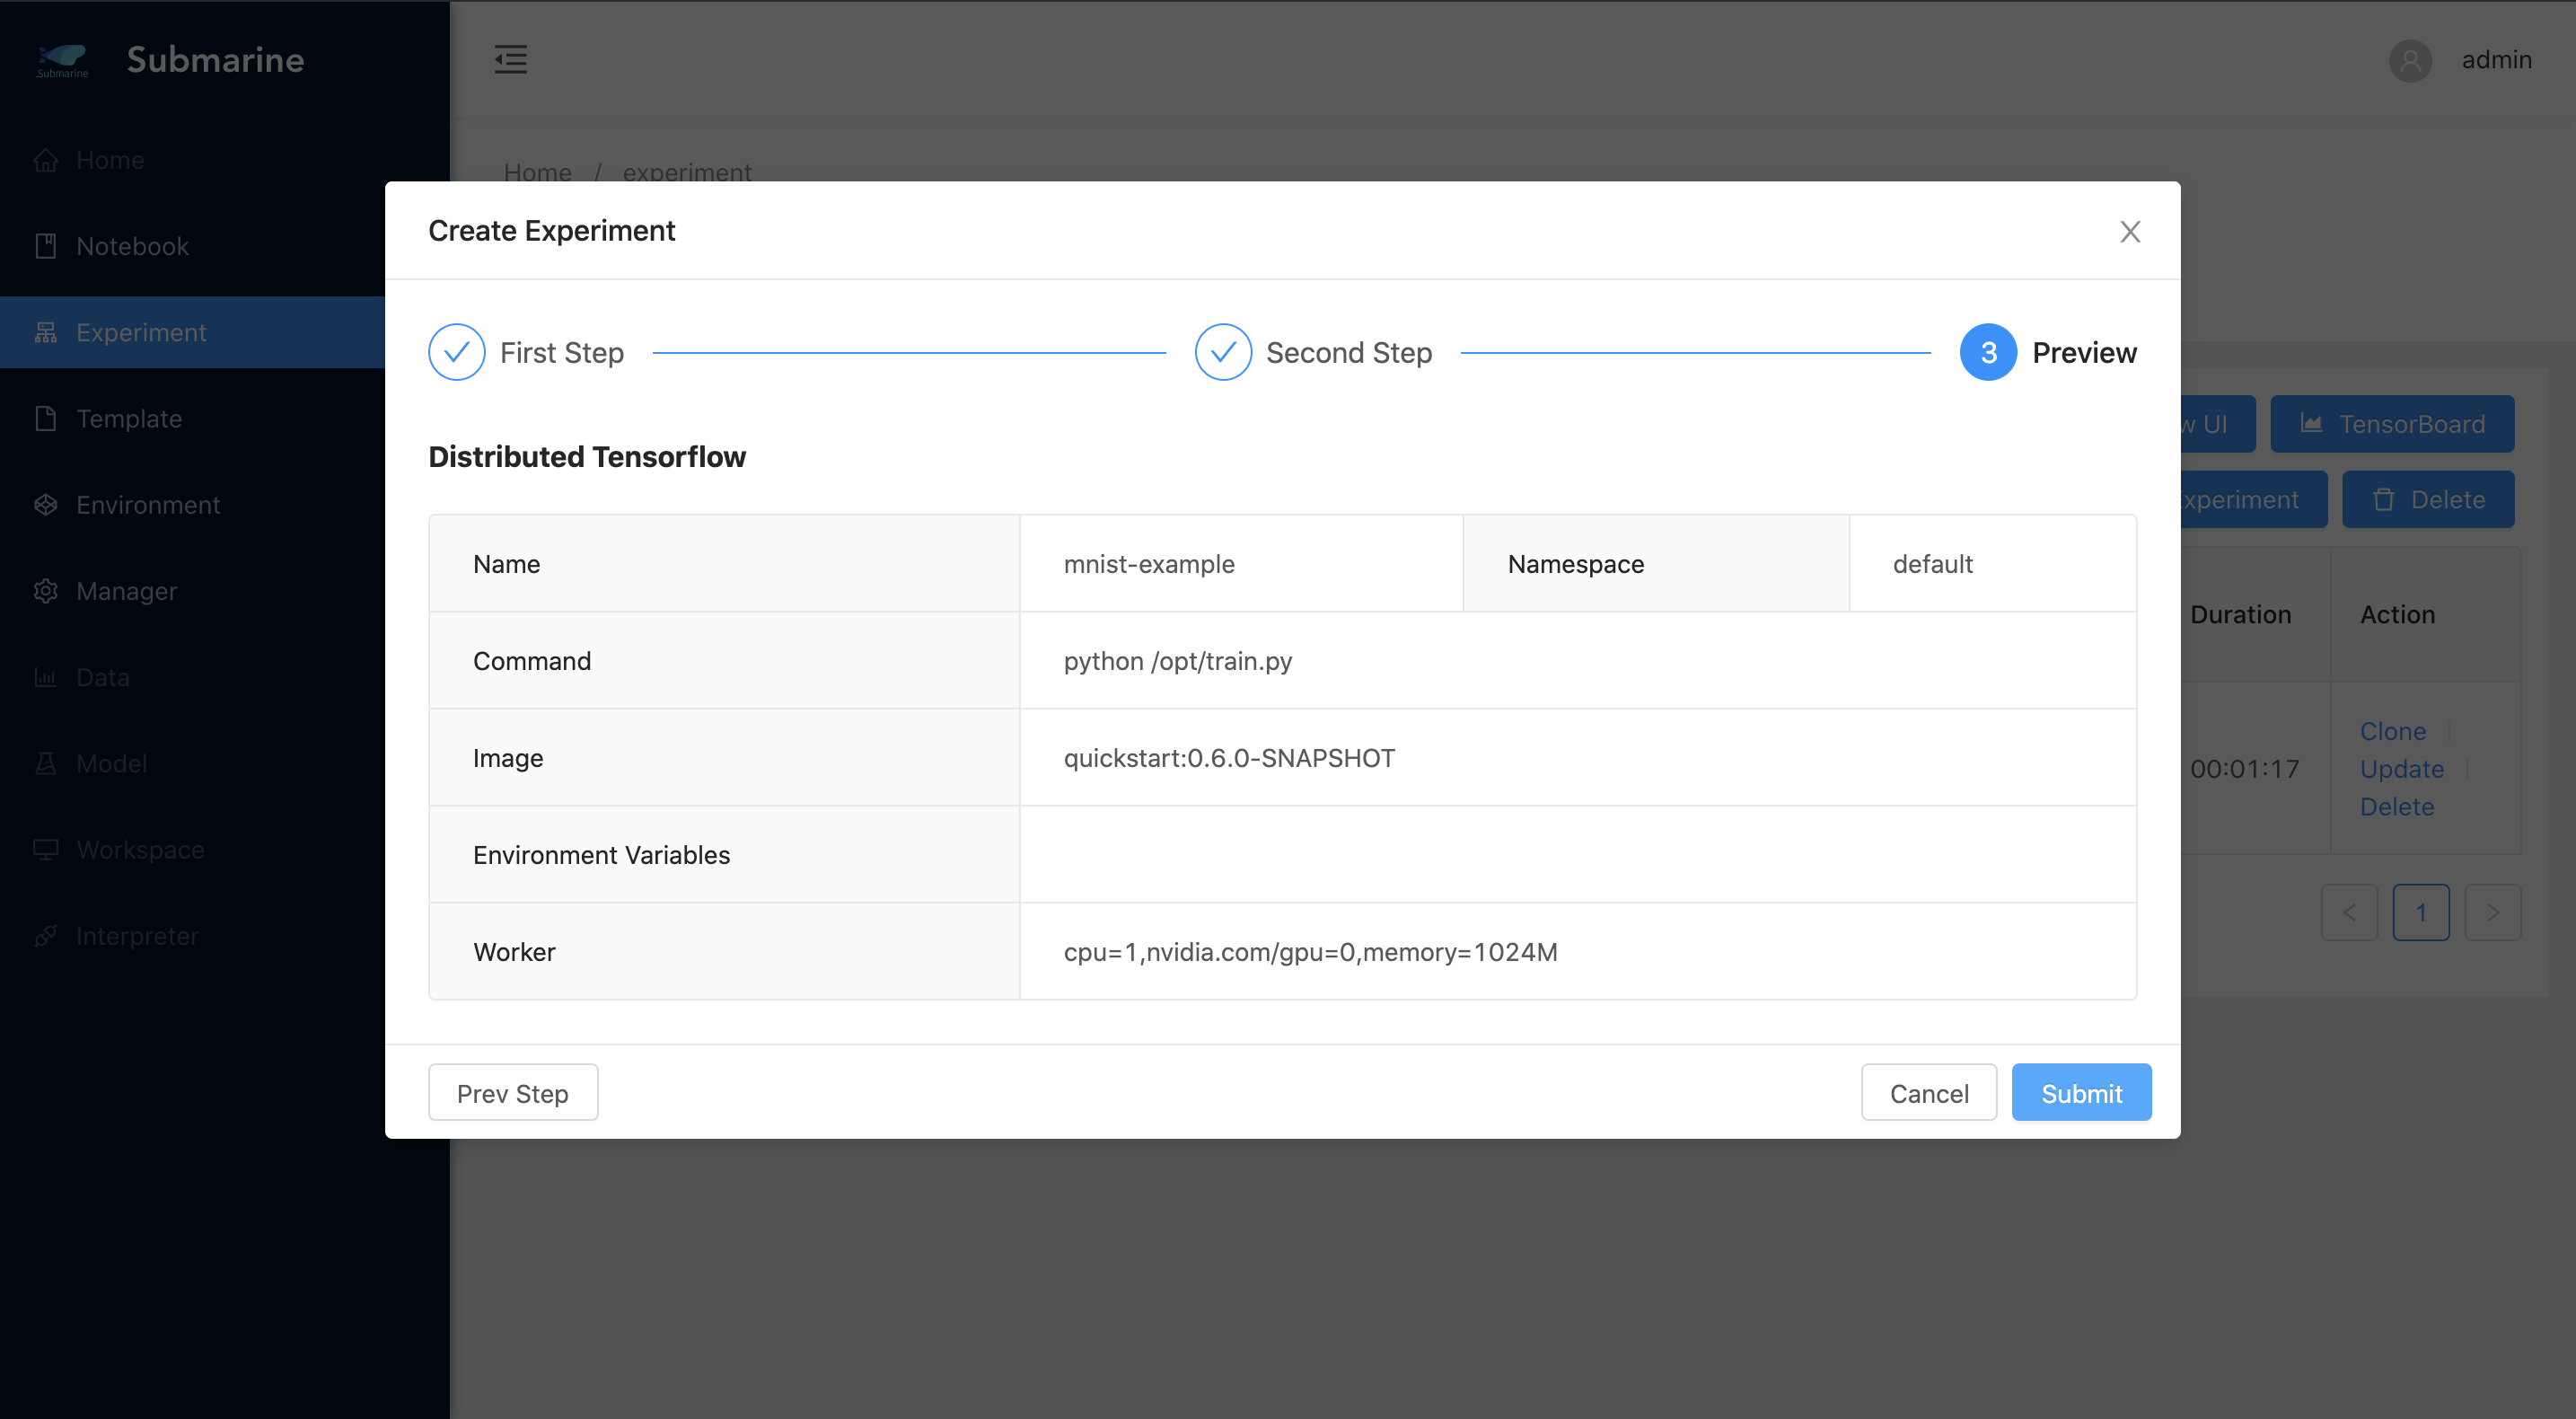 Submarine
Submarine
admin
Home
Notebook
Experiment
Template
Environment
Manager
Data
Model
Workspace
Interpreter
Home / experiment
Create Experiment
First Step
Second Step
3 Preview
Distributed Tensorflow
Name mnist-example Namespace default
Command python /opt/train.py
Image quickstart:0.6.0-SNAPSHOT
Environment Variables
Worker cpu=1,nvidia.com/gpu=0,memory=1024M
Prev Step
Cancel
Submit
UI
TensorBoard
Delete
Duration Action
00:01:17
Clone
Update
Delete
< 1 >